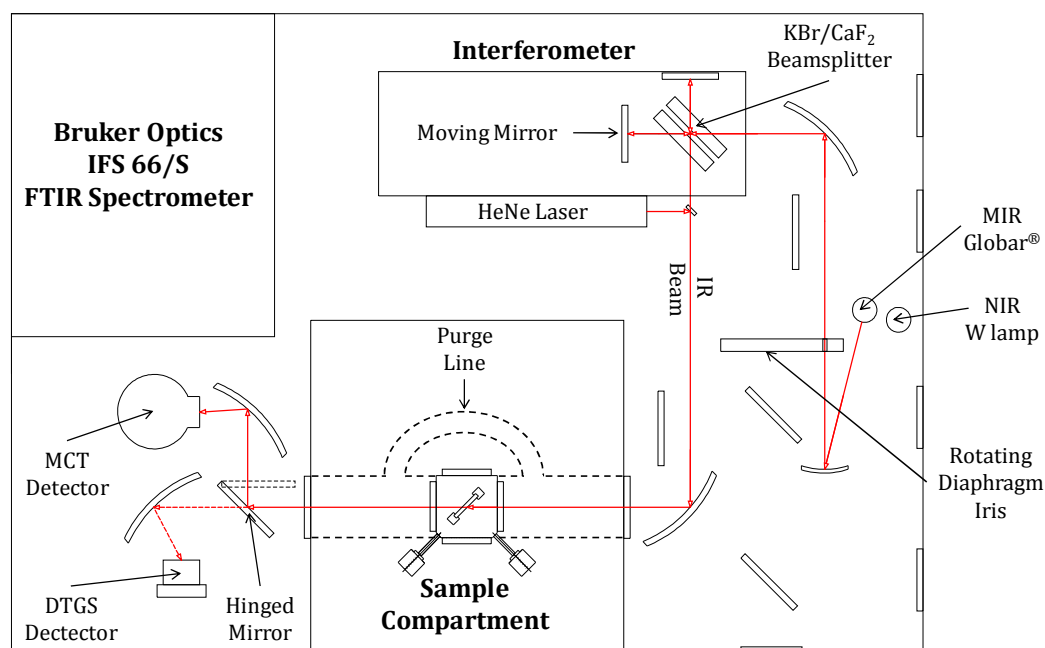 Bruker Optics
IFS 66/S
FTIR Spectrometer
Interferometer
KBr/CaF₂
Beamsplitter
Moving Mirror
HeNe Laser
IR
Beam
MIR
Globar®
NIR
W lamp
Purge
Line
MCT
Detector
Rotating
Diaphragm
Iris
DTGS
Dectector
Hinged
Mirror
Sample
Compartment